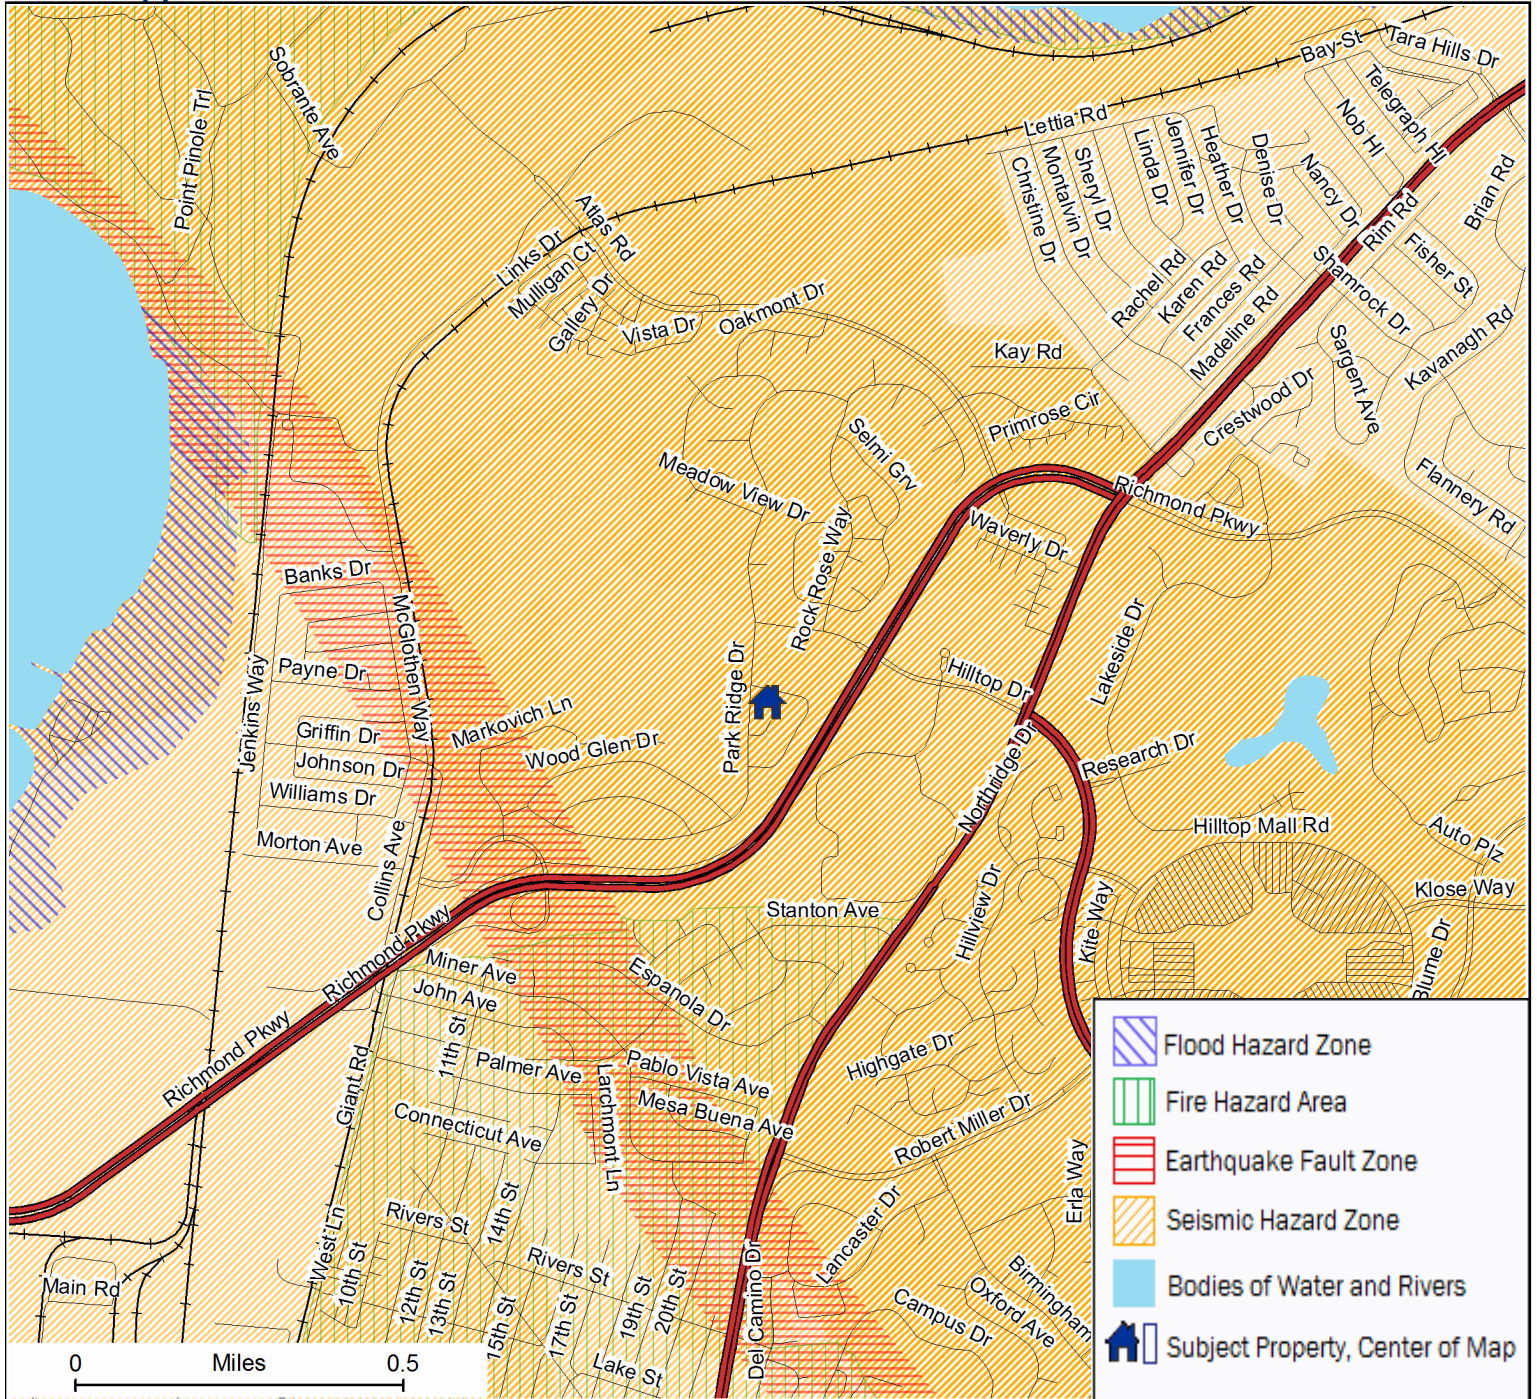 Bay St
Tara Hills Dr
Sobrante Ave
Telegraph Hl
Nob Hl
Point Pinole Trl
Lettia Rd
Linda Dr
Jennifer Dr
Heather Dr
Denise Dr
Nancy Dr
Sheryl Dr
Montalvin Dr
Christine Dr
Brian Rd
Rim Rd
Atlas Rd
Links Dr
Mulligan Ct
Gallery Dr
Vista Dr
Oakmont Dr
Rachel Rd
Karen Rd
Frances Rd
Madeline Rd
Shamrock Dr
Fisher St
Sargent Ave
Kavanagh Rd
Kay Rd
Primrose Cir
Crestwood Dr
Selmi Grv
Meadow View Dr
Rock Rose Way
Richmond Pkwy
Flannery Rd
Waverly Dr
Banks Dr
McGlothen Way
Payne Dr
Jenkins Way
Lakeside Dr
Hilltop Dr
Park Ridge Dr
Markovich Ln
Griffin Dr
Wood Glen Dr
Johnson Dr
Northridge Dr
Research Dr
Williams Dr
Morton Ave
Collins Ave
Hilltop Mall Rd
Auto Plz
Klose Way
Stanton Ave
Hillview Dr
Kite Way
Blume Dr
Richmond Pkwy
Miner Ave
Espanola Dr
John Ave
Richmond Pkwy
11th St
Giant Rd
Palmer Ave
Pablo Vista Ave
Highgate Dr
Larchmont Ln
Mesa Buena Ave
Connecticut Ave
Robert Miller Dr
Erla Way
14th St
Rivers St
Lancaster Dr
West Ln
10th St
12th St
13th St
Rivers St
15th St
17th St
19th St
20th St
Del Camino Dr
Birmingham
Oxford Ave
Campus Dr
Main Rd
Lake St
0 Miles 0.5
Flood Hazard Zone
Fire Hazard Area
Earthquake Fault Zone
Seismic Hazard Zone
Bodies of Water and Rivers
Subject Property, Center of Map